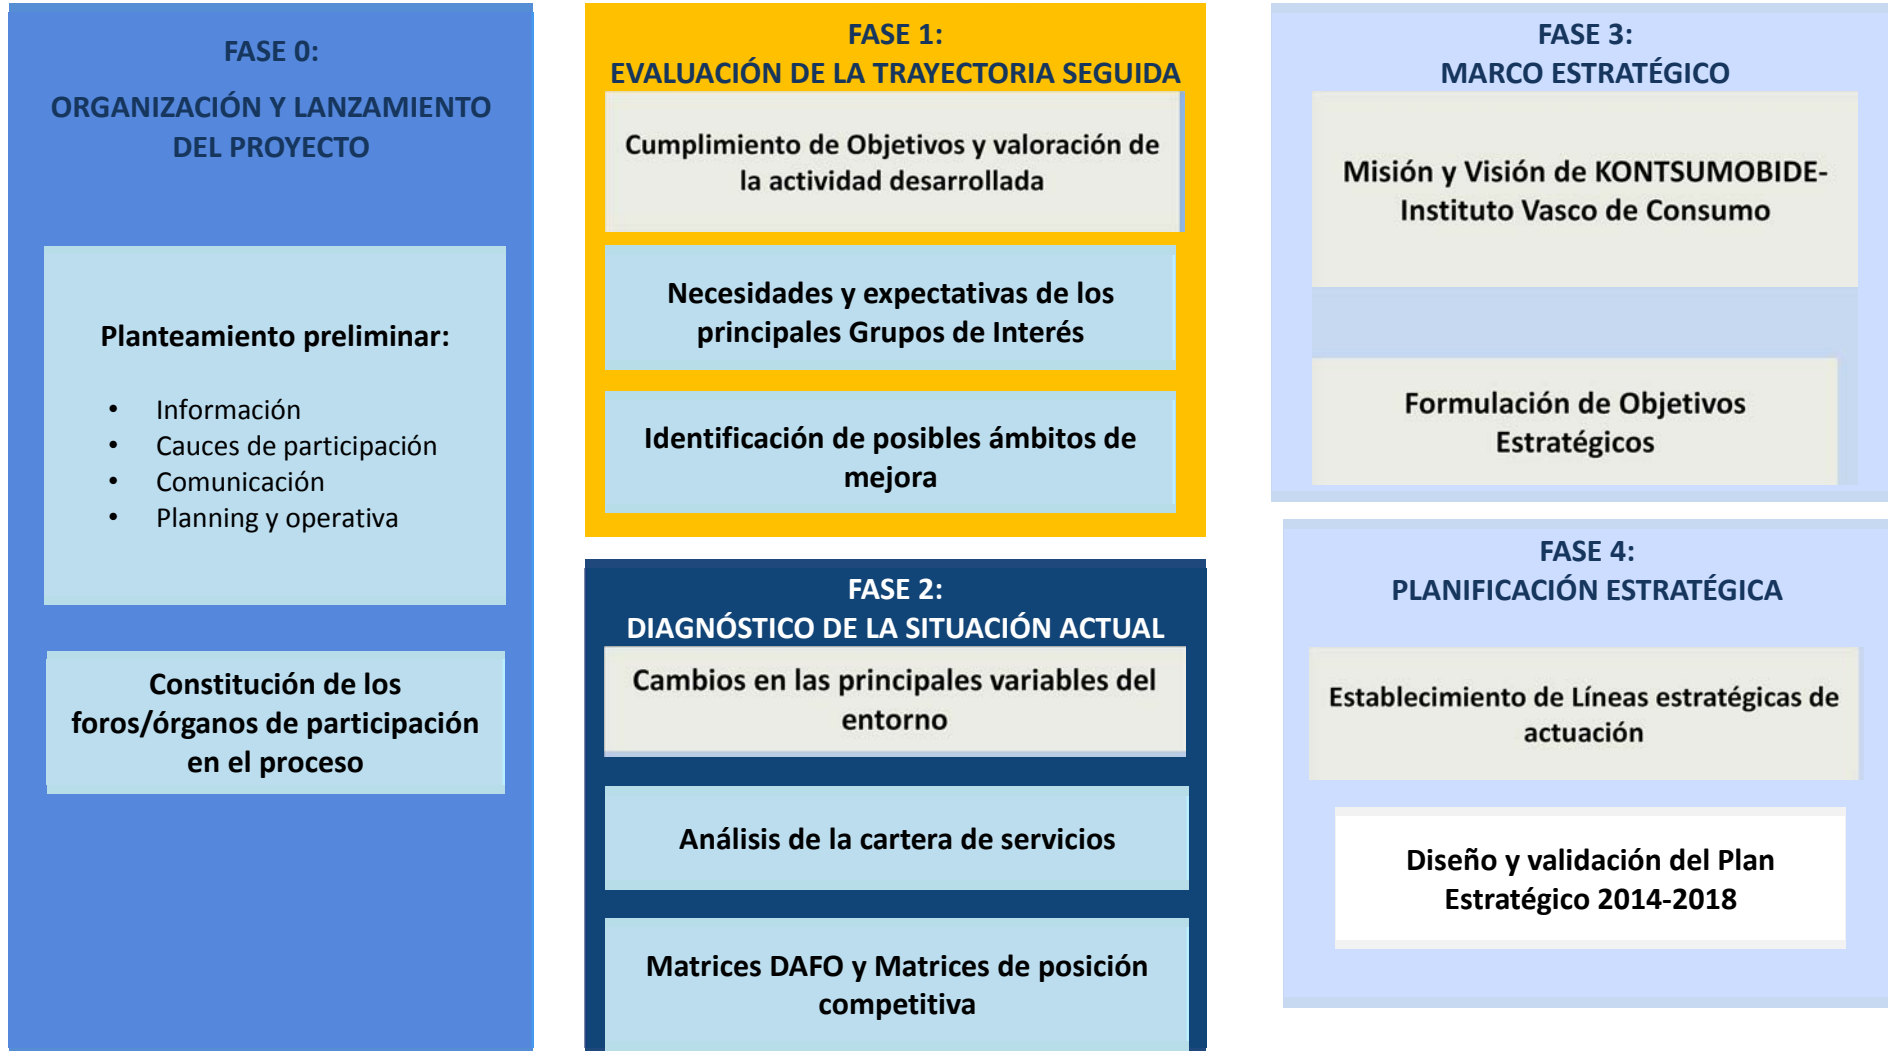 FASE 0:
ORGANIZACIÓN Y LANZAMIENTO
DEL PROYECTO
Planteamiento preliminar:
• Información
• Cauces de participación
• Comunicación
• Planning y operativa
Constitución de los
foros/órganos de participación
en el proceso
FASE 1:
EVALUACIÓN DE LA TRAYECTORIA SEGUIDA
Cumplimiento de Objetivos y valoración de
la actividad desarrollada
Necesidades y expectativas de los
principales Grupos de Interés
Identificación de posibles ámbitos de
mejora
FASE 2:
DIAGNÓSTICO DE LA SITUACIÓN ACTUAL
Cambios en las principales variables del
entorno
Análisis de la cartera de servicios
Matrices DAFO y Matrices de posición
competitiva
FASE 3:
MARCO ESTRATÉGICO
Misión y Visión de KONTSUMOBIDE-
Instituto Vasco de Consumo
Formulación de Objetivos
Estratégicos
FASE 4:
PLANIFICACIÓN ESTRATÉGICA
Establecimiento de Líneas estratégicas de
actuación
Diseño y validación del Plan
Estratégico 2014-2018